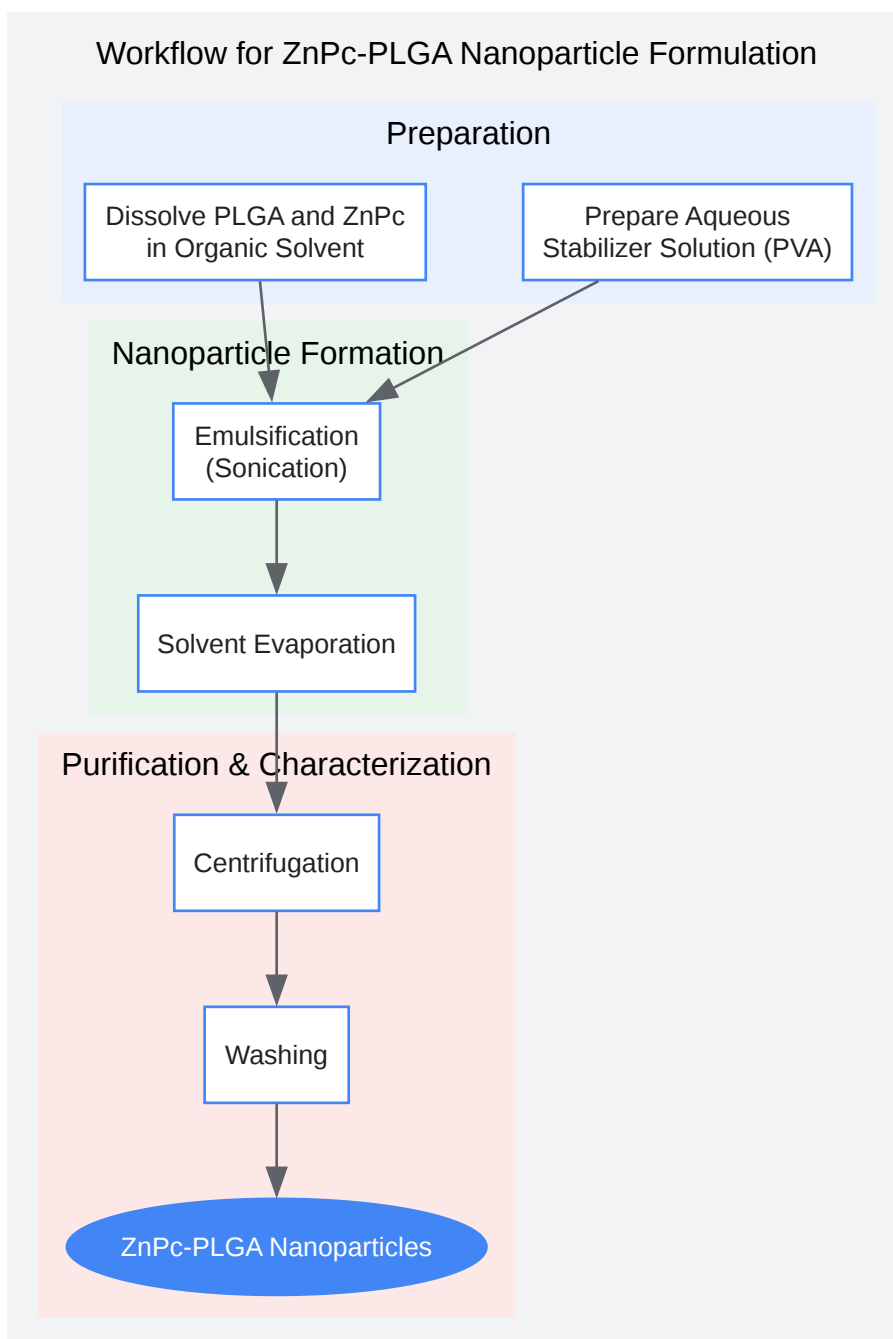 Workflow for ZnPc-PLGA Nanoparticle Formulation
Preparation
Dissolve PLGA and ZnPc
in Organic Solvent
Prepare Aqueous
Stabilizer Solution (PVA)
Nanoparticle Formation
Emulsification
(Sonication)
Solvent Evaporation
Purification & Characterization
Centrifugation
Washing
ZnPc-PLGA Nanoparticles